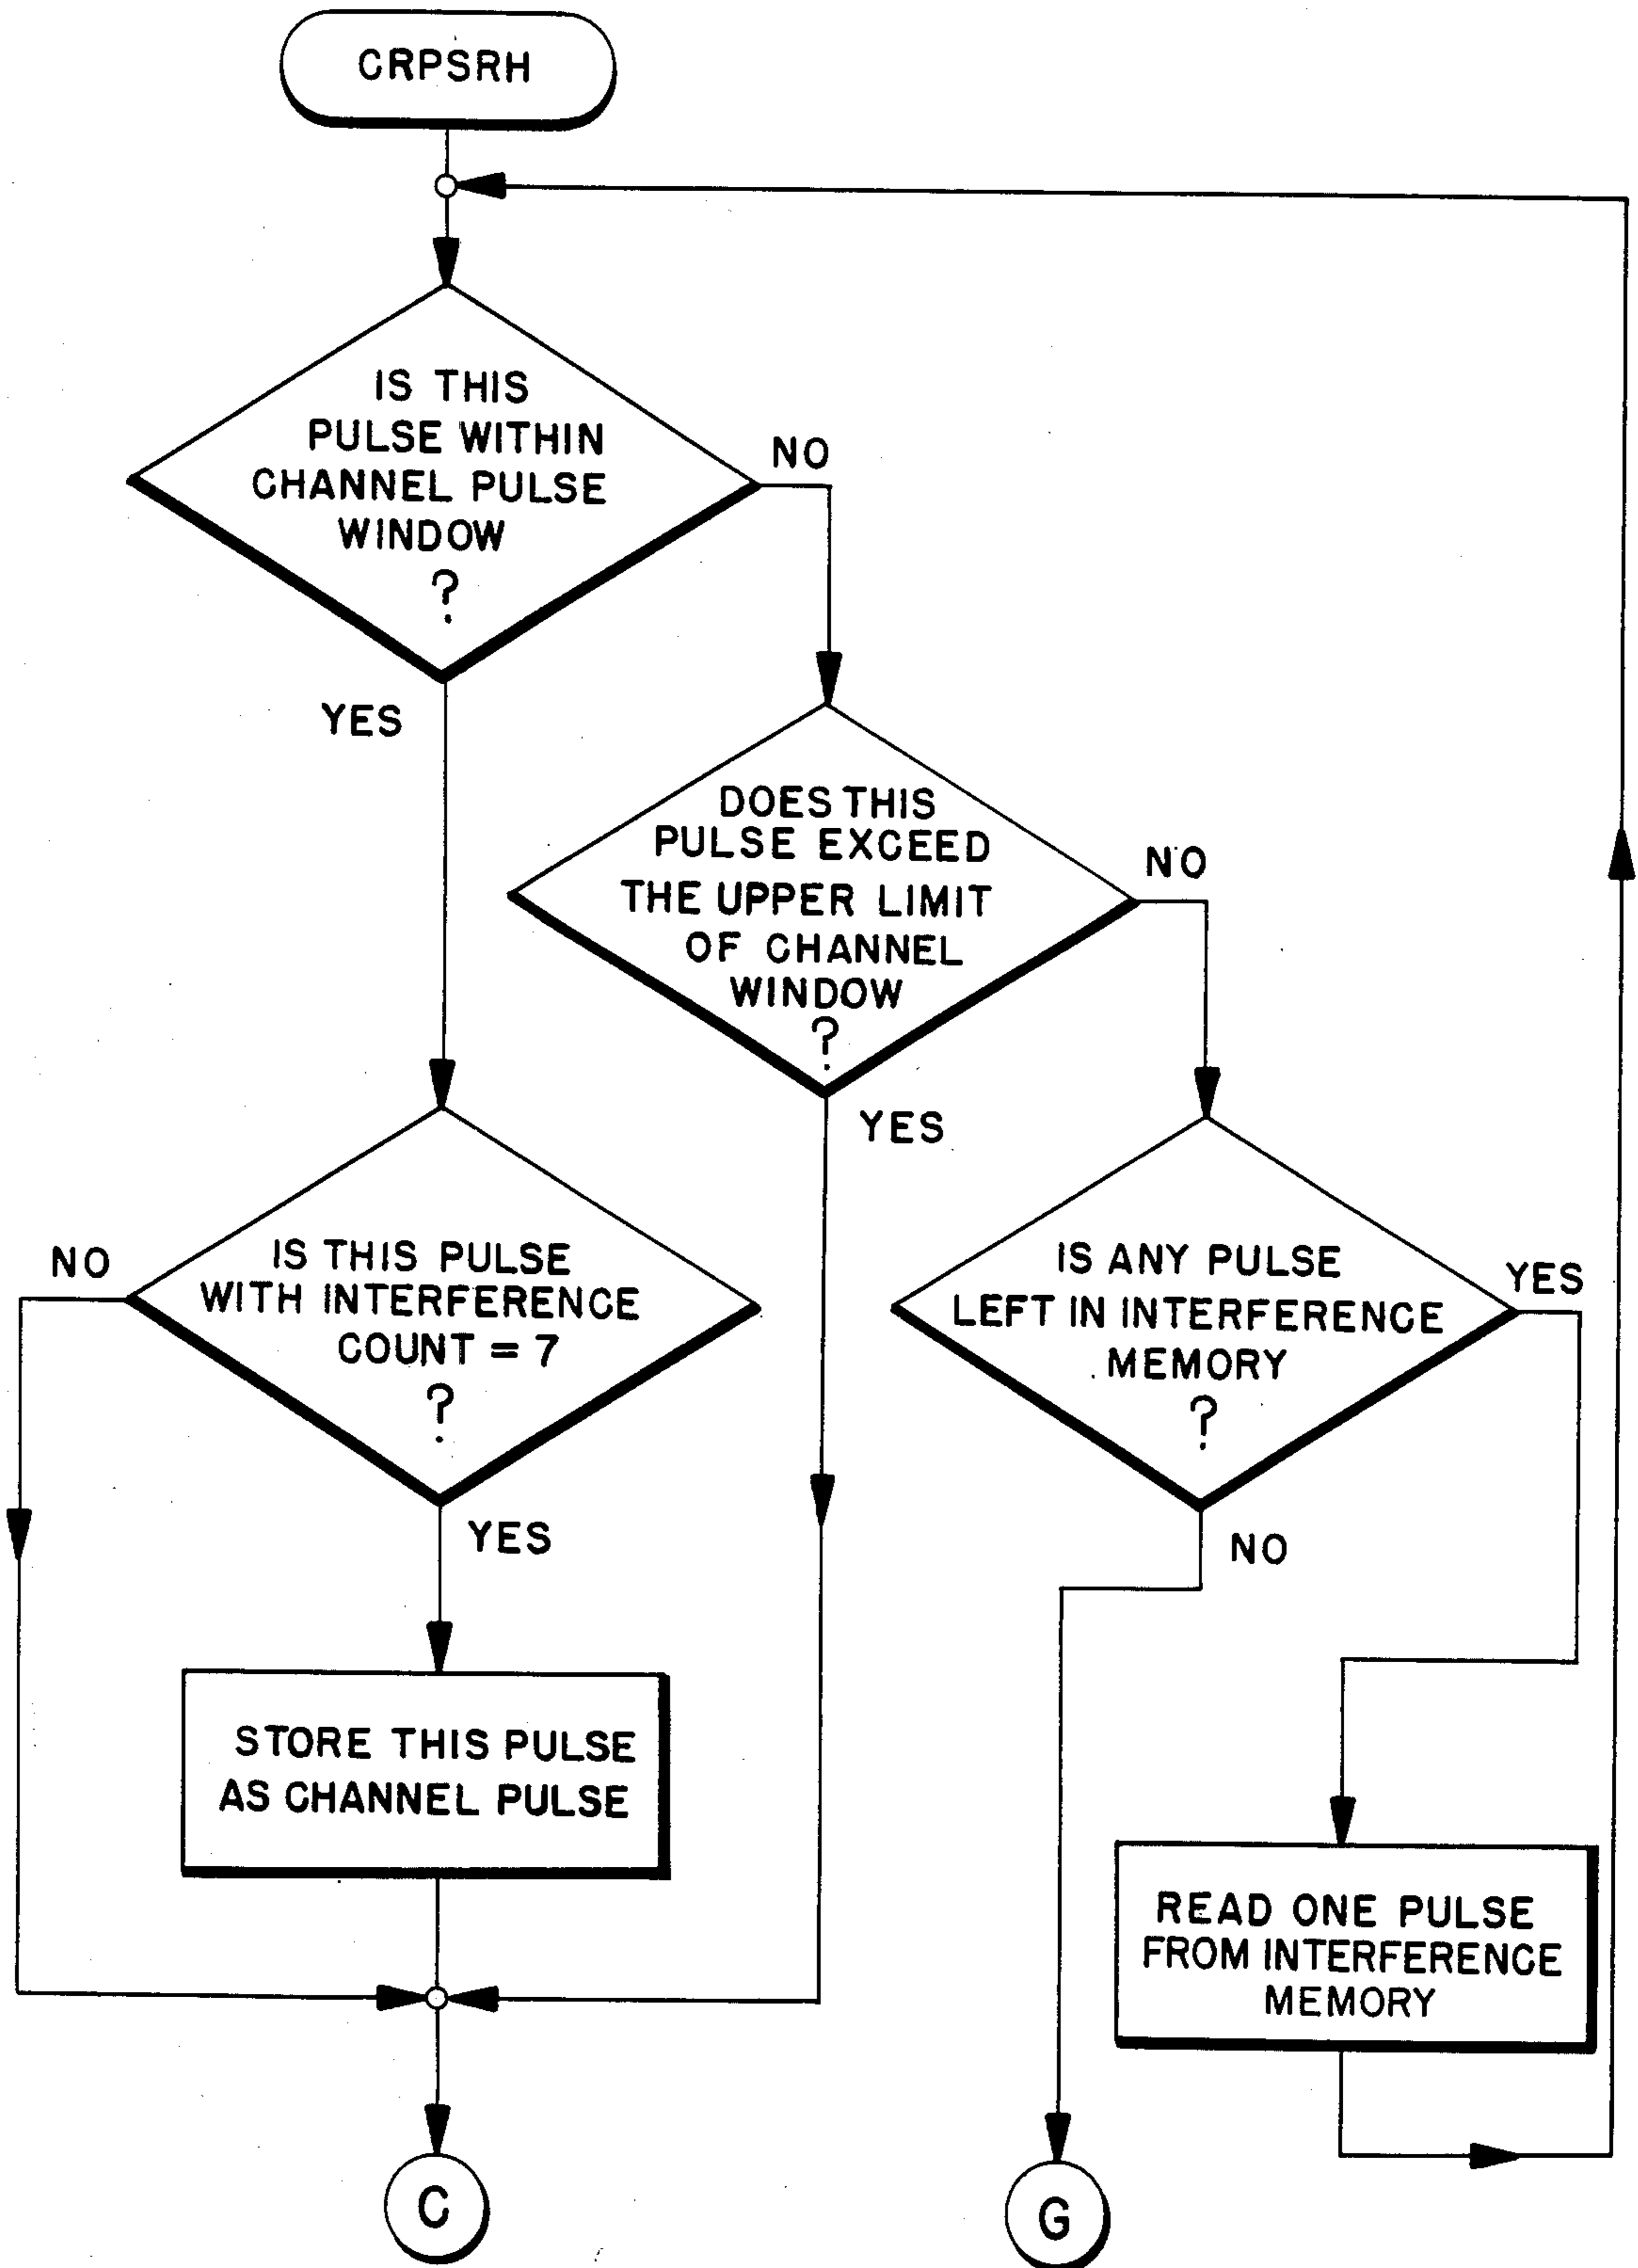 CRPSRH
IS THIS
PULSE WITHIN
CHANNEL PULSE
WINDOW
?
NO
YES
DOES THIS
PULSE EXCEED
THE UPPER LIMIT
OF CHANNEL
WINDOW
?
NO
YES
IS THIS PULSE
WITH INTERFERENCE
COUNT = 7
?
NO
YES
IS ANY PULSE
LEFT IN INTERFERENCE
MEMORY
?
YES
NO
STORE THIS PULSE
AS CHANNEL PULSE
READ ONE PULSE
FROM INTERFERENCE
MEMORY
C
G